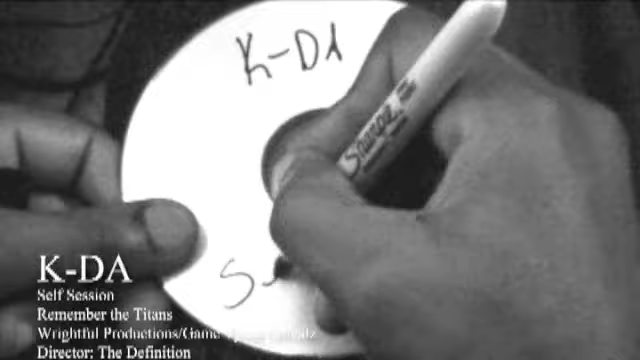 K-DA
Sharpie
S
K-DA
Self Session
Remember the Titans
Wrightful Productions/Game
Director: The Definition